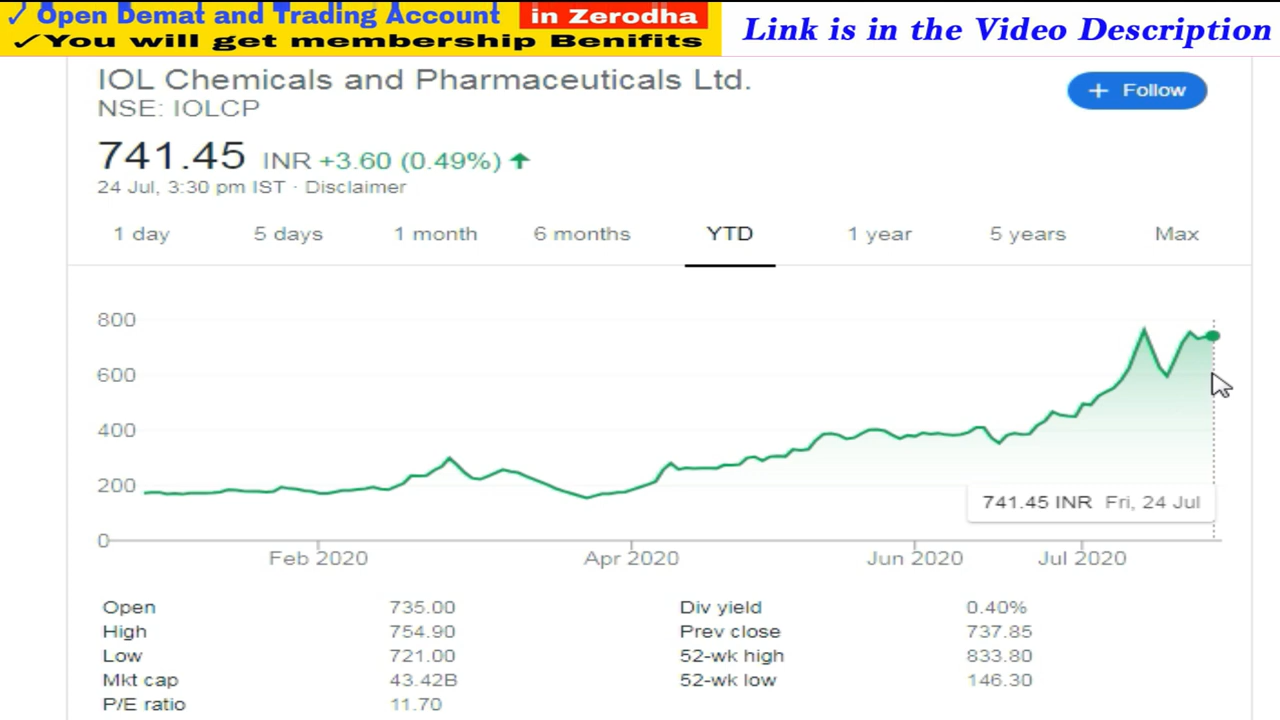 ✓ Open Demat and Trading Account in Zerodha
✓You will get membership Benifits
Link is in the Video Description
IOL Chemicals and Pharmaceuticals Ltd.
NSE: IOLCP
+ Follow
741.45 INR +3.60 (0.49%) ↑
24 Jul, 3:30 pm IST · Disclaimer
1 day 5 days 1 month 6 months YTD 1 year 5 years Max
800
600
400
200
0
741.45 INR Fri, 24 Jul
Feb 2020 Apr 2020 Jun 2020 Jul 2020
Open 735.00 Div yield 0.40%
High 754.90 Prev close 737.85
Low 721.00 52-wk high 833.80
Mkt cap 43.42B 52-wk low 146.30
P/E ratio 11.70